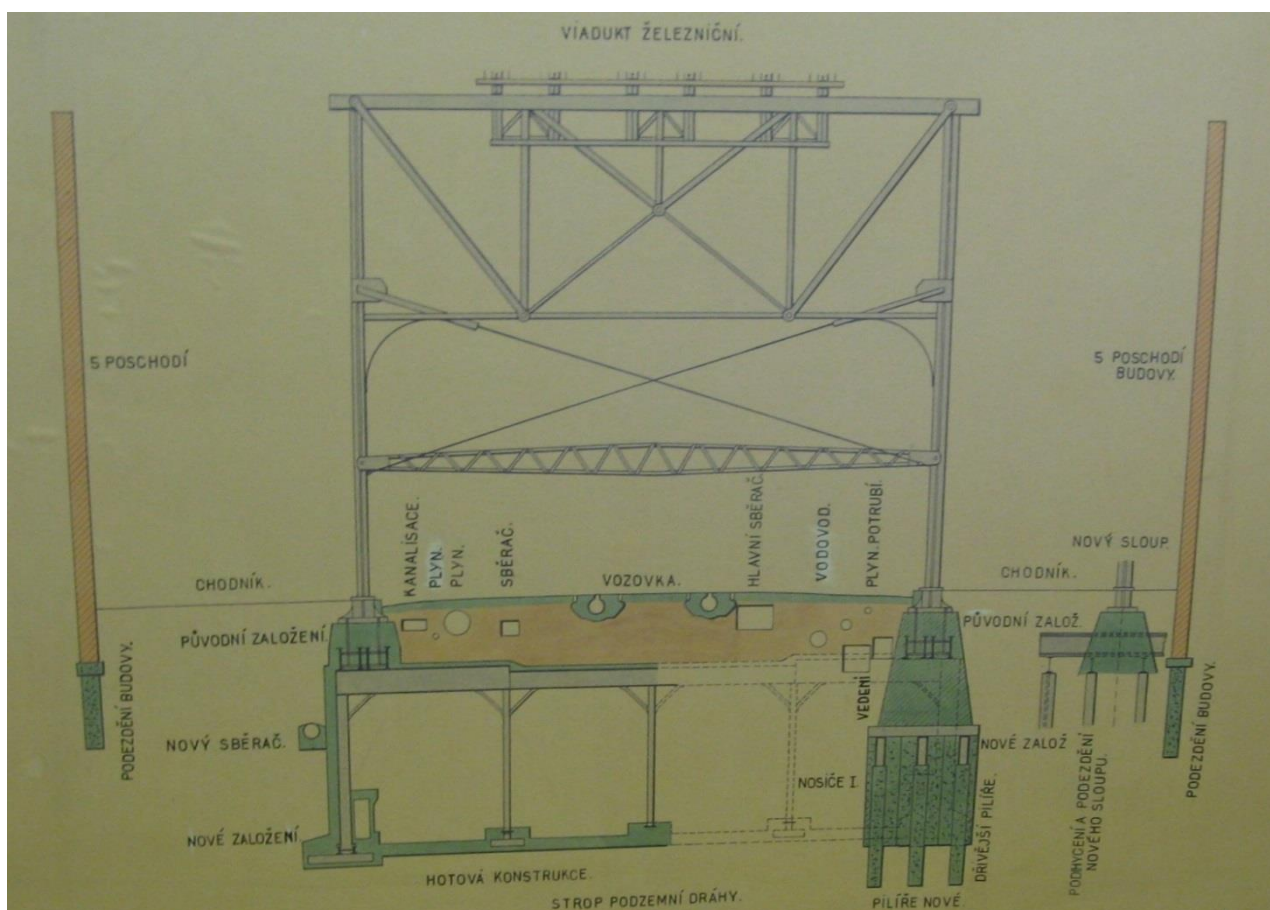 VIADUKT ŽELEZNIČNÍ.
5 POSCHODÍ
5 POSCHODÍ
BUDOVY.
KANALISACE.
PLYN.
PLYN.
SBĚRAČ.
VOZOVKA.
HLAVNÍ SBĚRAČ.
VODOVOD.
PLYN. POTRUBÍ.
NOVÝ SLOUP.
CHODNÍK.
CHODNÍK.
PŮVODNÍ ZALOŽENÍ.
PŮVODNÍ ZALOŽ.
PODEZDĚNÍ BUDOVY.
VEDENÍ
NOVÝ SBĚRAČ.
NOVÉ ZALOŽ
NOSIČE I.
PODHYCENÍ A PODEZDĚNÍ
NOVÉHO SLOUPU.
PODEZDĚNÍ BUDOVY.
NOVÉ ZALOŽENÍ
DŘIVĚJŠÍ PILÍŘE.
HOTOVÁ KONSTRUKCE.
STROP PODZEMNÍ DRÁHY.
PILÍŘE NOVÉ.